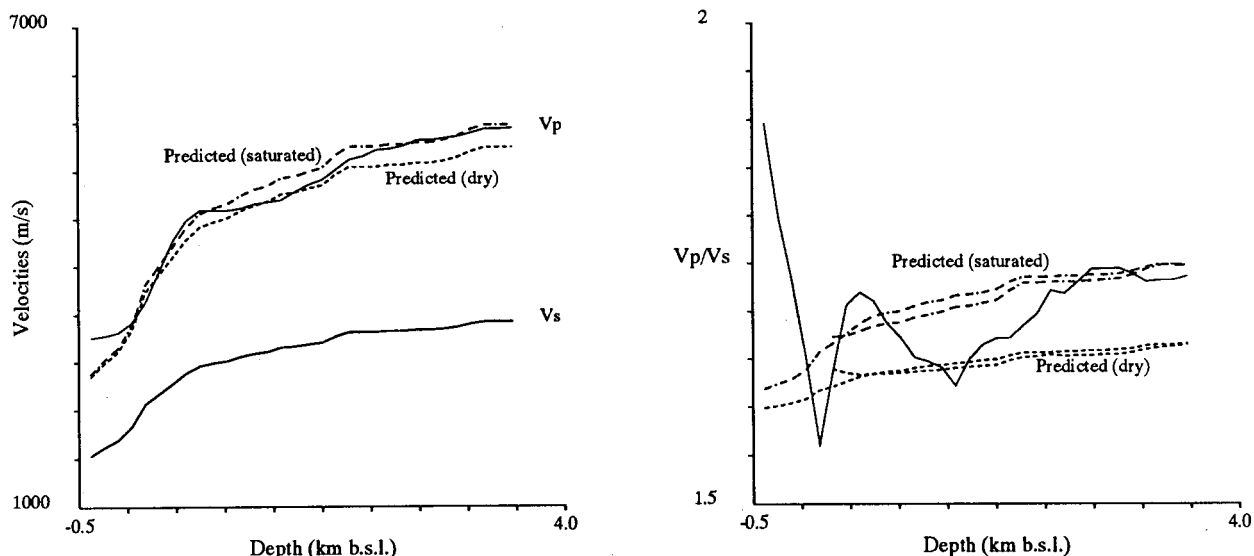 7000
Velocities (m/s)
1000
-0.5
4.0
Depth (km b.s.l.)
Predicted (saturated)
Predicted (dry)
Vp
Vs
2
Vp/Vs
1.5
-0.5
4.0
Depth (km b.s.l.)
Predicted (saturated)
Predicted (dry)